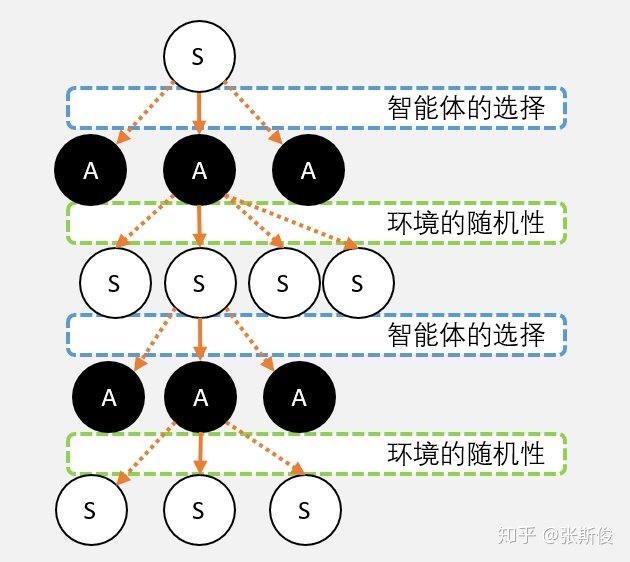 S
智能体的选择
A A A
环境的随机性
S S S S
智能体的选择
A A A
环境的随机性
S S S
知乎 @张斯俊